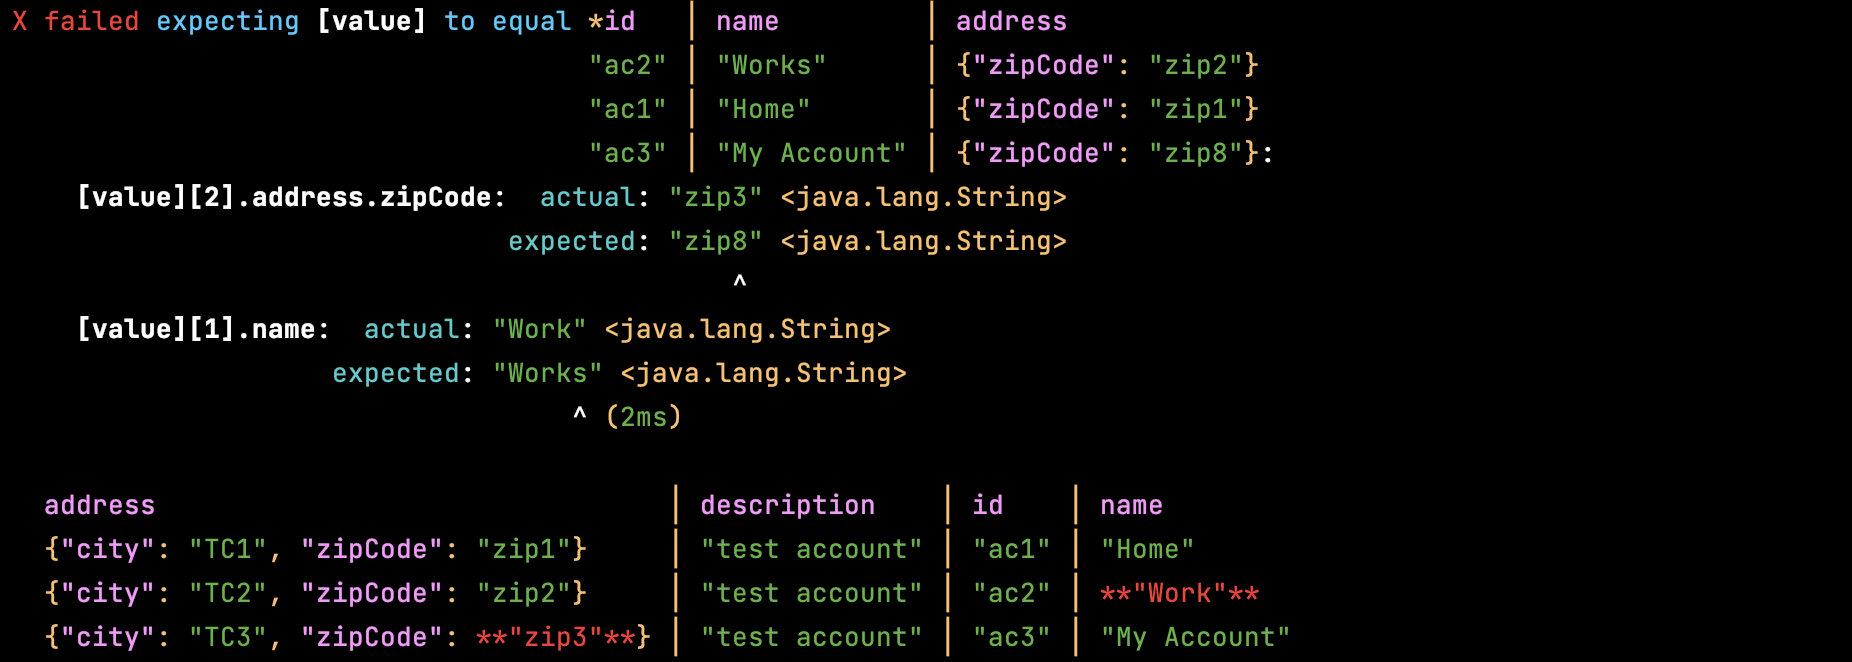 X failed expecting [value] to equal *id   │ name         │ address
                                    "ac2" │ "Works"      │ {"zipCode": "zip2"}
                                    "ac1" │ "Home"       │ {"zipCode": "zip1"}
                                    "ac3" │ "My Account" │ {"zipCode": "zip8"}:
    [value][2].address.zipCode:  actual: "zip3" <java.lang.String>
                               expected: "zip8" <java.lang.String>
                                             ^
    [value][1].name:  actual: "Work" <java.lang.String>
                    expected: "Works" <java.lang.String>
                                   ^ (2ms)
  address                                │ description    │ id    │ name
  {"city": "TC1", "zipCode": "zip1"}     │ "test account" │ "ac1" │ "Home"
  {"city": "TC2", "zipCode": "zip2"}     │ "test account" │ "ac2" │ **"Work"**
  {"city": "TC3", "zipCode": **"zip3"**} │ "test account" │ "ac3" │ "My Account"